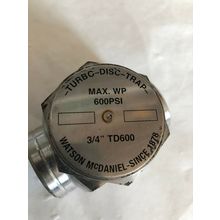 -TURBO-DISC-TRAP-
MAX. WP
600PSI
3/4" TD600
WATSON MCDANIEL-SINCE 1878